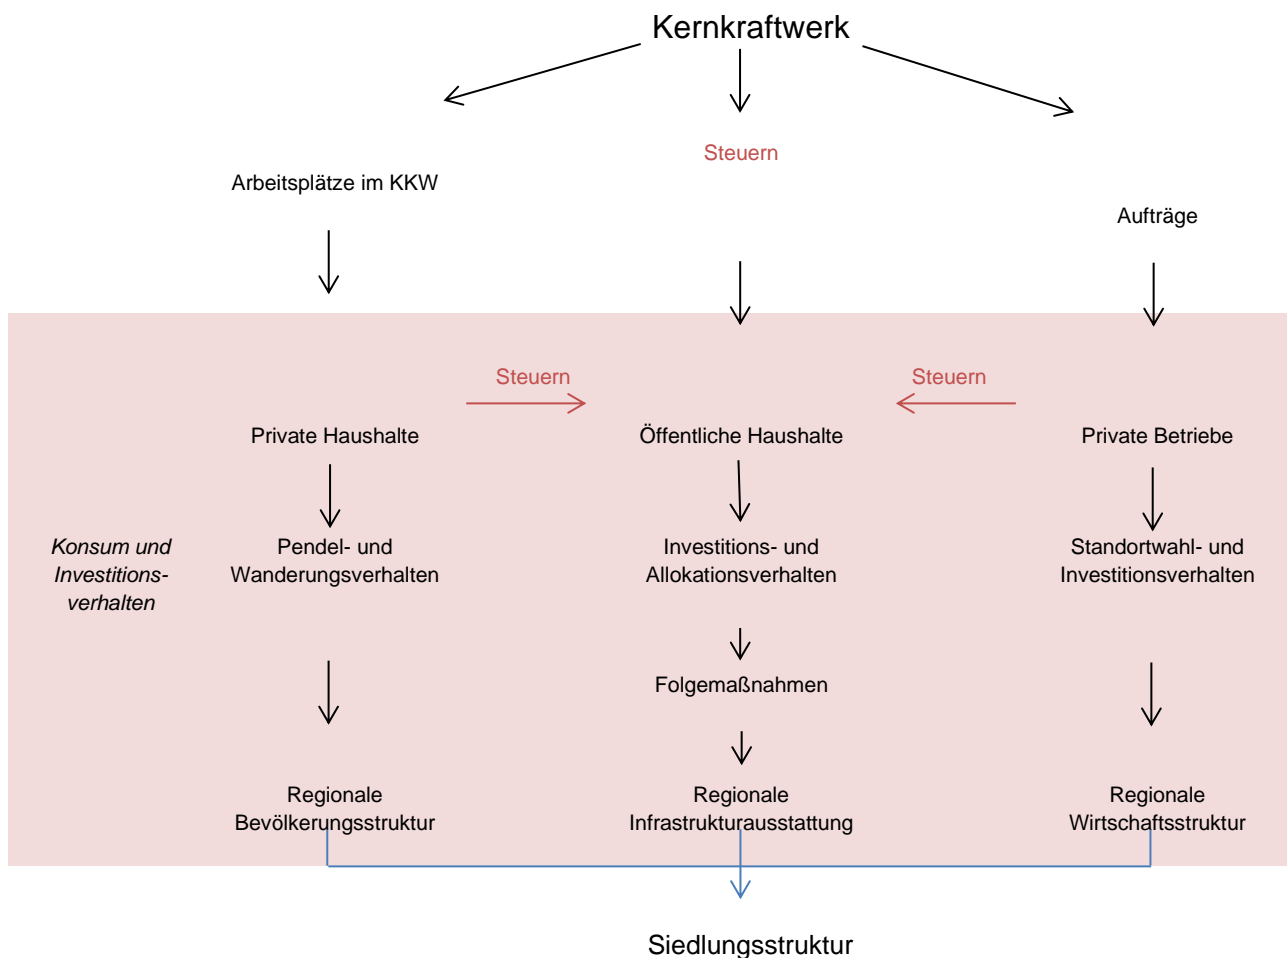 Kernkraftwerk
Steuern
Arbeitsplätze im KKW
Aufträge
Steuern
Steuern
Private Haushalte
Öffentliche Haushalte
Private Betriebe
Konsum und
Investitions-
verhalten
Pendel- und
Wanderungsverhalten
Investitions- und
Allokationsverhalten
Standortwahl- und
Investitionsverhalten
Folgemaßnahmen
Regionale
Bevölkerungsstruktur
Regionale
Infrastrukturausstattung
Regionale
Wirtschaftsstruktur
Siedlungsstruktur